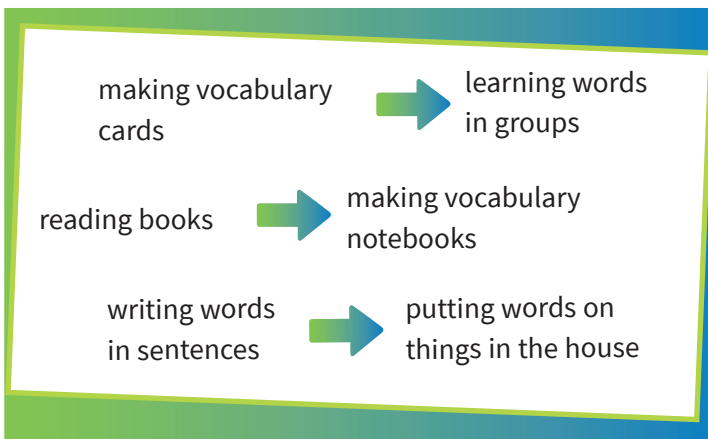 making vocabulary
cards
learning words
in groups
reading books
making vocabulary
notebooks
writing words
in sentences
putting words on
things in the house